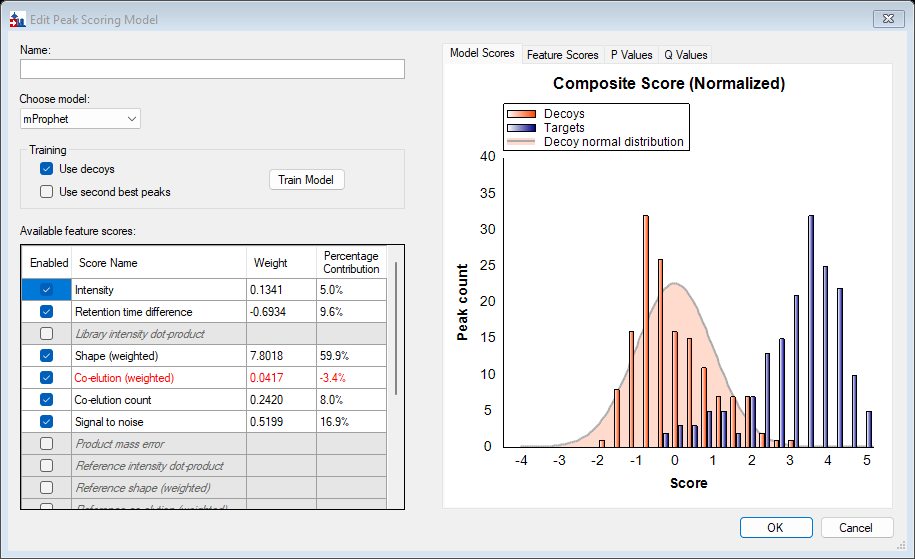 Edit Peak Scoring Model
Name:
Choose model:
mProphet
Training
Use decoys
Use second best peaks
Train Model
Available feature scores:
Enabled Score Name Weight Percentage Contribution
Intensity 0.1341 5.0%
Retention time difference -0.6934 9.6%
Library intensity dot-product
Shape (weighted) 7.8018 59.9%
Co-elution (weighted) 0.0417 -3.4%
Co-elution count 0.2420 8.0%
Signal to noise 0.5199 16.9%
Product mass error
Reference intensity dot-product
Reference shape (weighted)
Reference co-elution (weighted)
Model Scores Feature Scores P Values Q Values
Composite Score (Normalized)
Decoys
Targets
Decoy normal distribution
40
35
30
25
20
15
10
5
0
Peak count
-4 -3 -2 -1 0 1 2 3 4 5
Score
OK Cancel